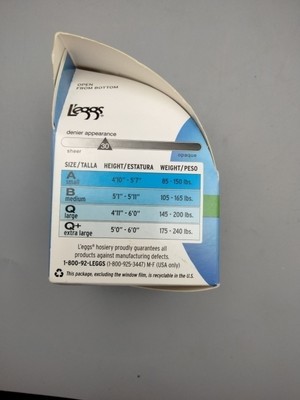 OPEN
FROM BOTTOM
L'eggs
denier appearance
30
sheer opaque
SIZE/TALLA HEIGHT/ESTATURA WEIGHT/PESO
A small 4'10" - 5'7" 85 - 150 lbs.
B medium 5'1" - 5'11" 105 - 165 lbs.
Q large 4'11" - 6'0" 145 - 200 lbs.
Q+ extra large 5'0" - 6'0" 175 - 240 lbs.
L'eggs® hosiery proudly guarantees all
products against manufacturing defects.
1-800-92-LEGGS (1-800-925-3447) M-F (USA only)
This package, excluding the window film, is recyclable in the U.S.